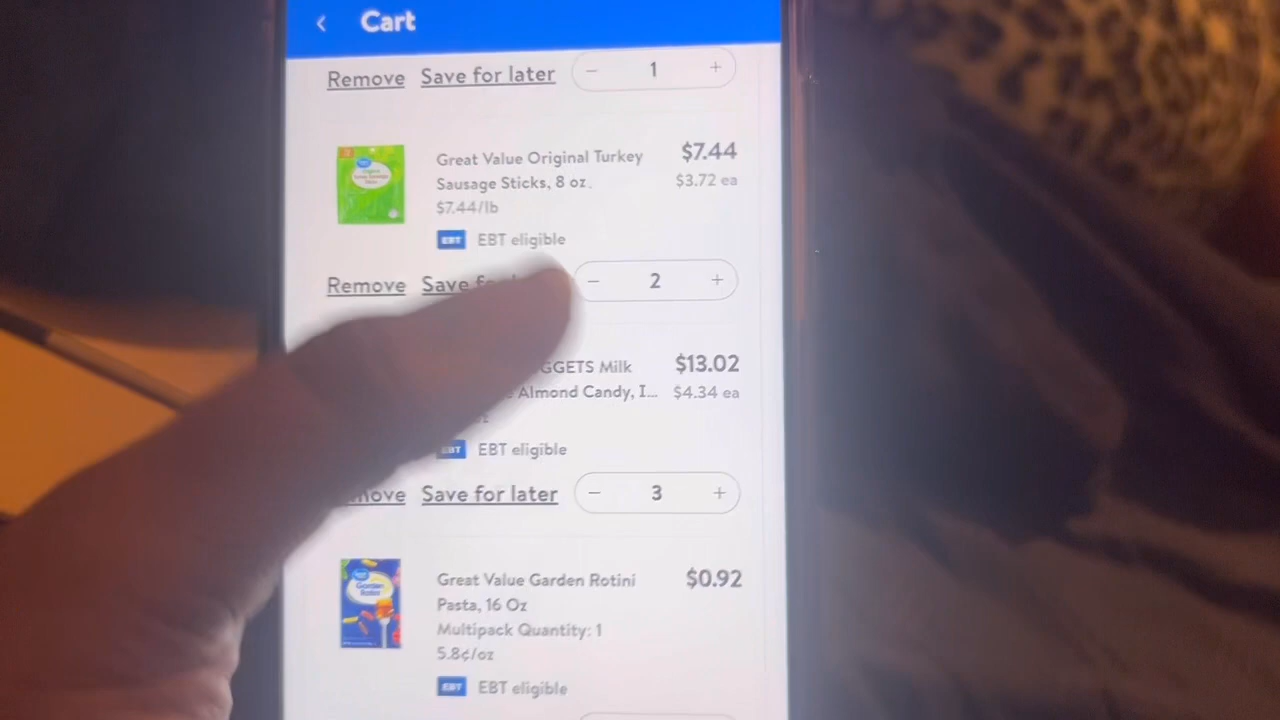 Cart
Remove Save for later − 1 +
Great Value Original Turkey $7.44
Sausage Sticks, 8 oz $3.72 ea
$7.44/lb
EBT EBT eligible
Remove Save − 2 +
Milk $13.02
Almond Candy, I... $4.34 ea
EBT EBT eligible
Save for later − 3 +
Great Value Garden Rotini $0.92
Pasta, 16 Oz
Multipack Quantity: 1
5.8¢/oz
EBT EBT eligible